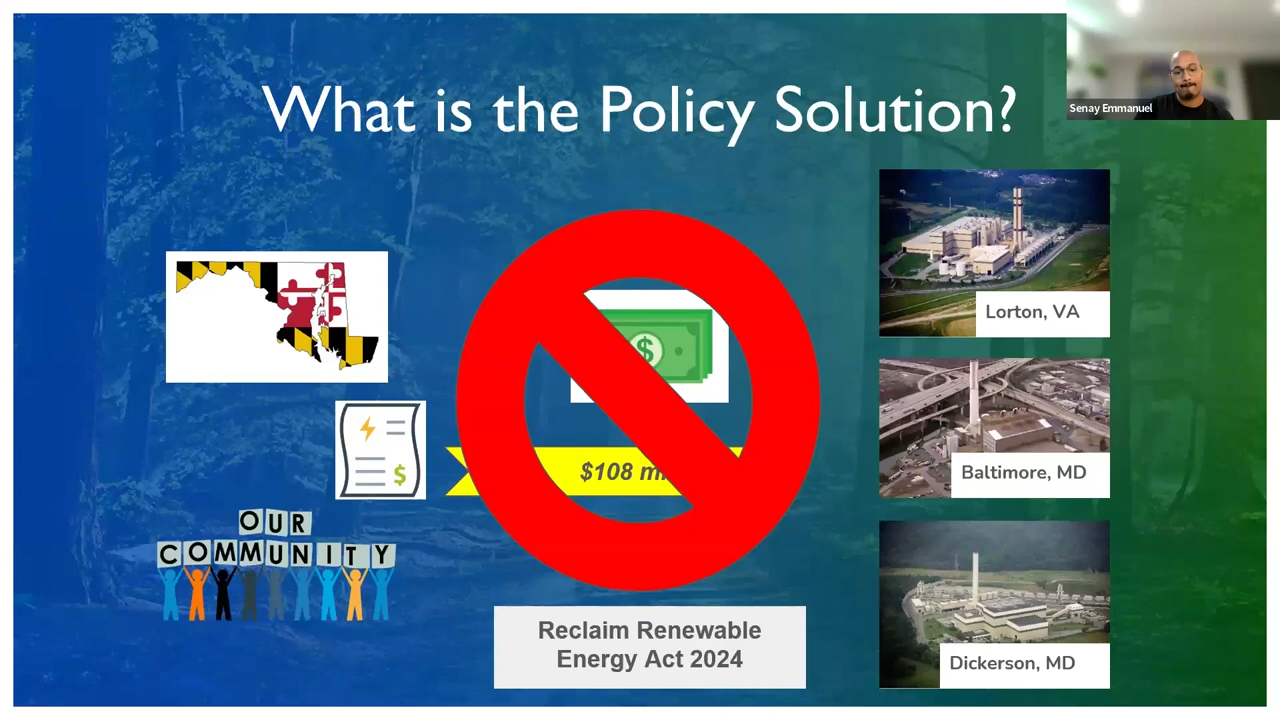 What is the Policy Solution?
Senay Emmanuel
Lorton, VA
$
$108 m
Baltimore, MD
$
OUR
COMMUNITY
Reclaim Renewable
Energy Act 2024
Dickerson, MD